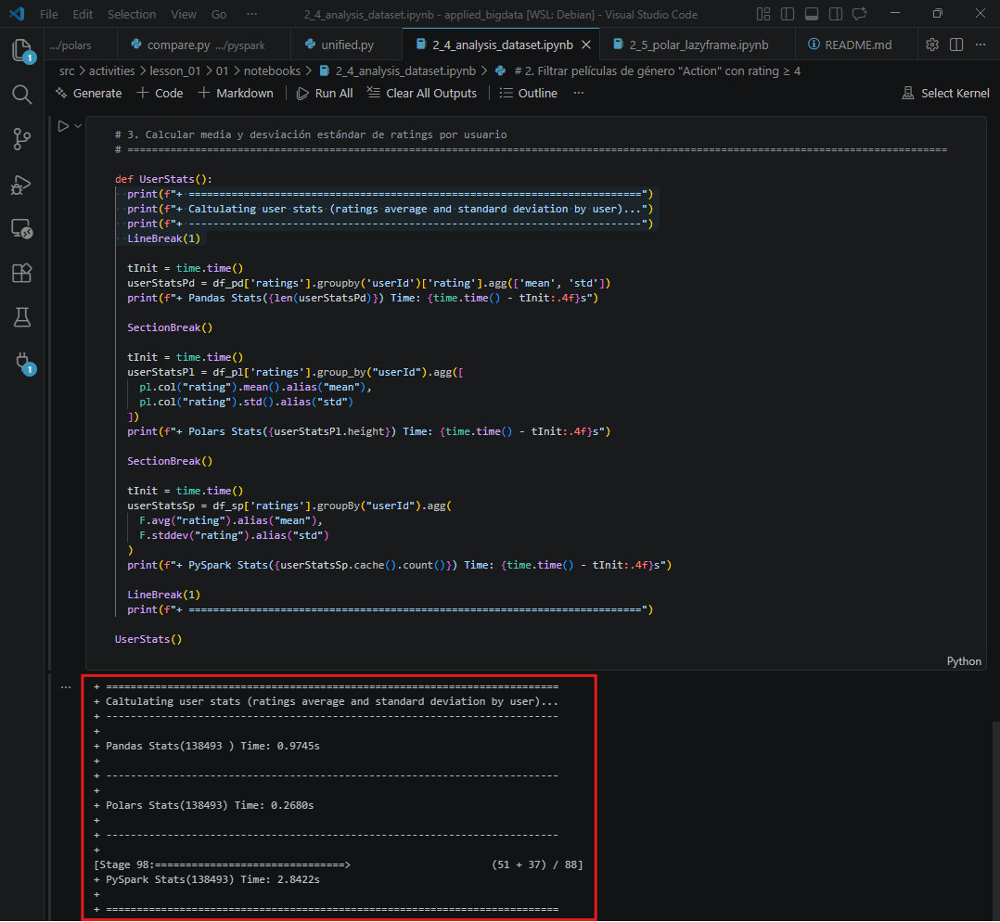 File Edit Selection View Go ··· 2_4_analysis_dataset.ipynb - applied_bigdata [WSL: Debian] - Visual Studio Code
.../polars compare.py .../pyspark unified.py 2_4_analysis_dataset.ipynb 2_5_polar_lazyframe.ipynb README.md ···
1
src > activities > lesson_01 > 01 > notebooks > 2_4_analysis_dataset.ipynb > # 2. Filtrar películas de género "Action" con rating ≥ 4
Generate + Code + Markdown Run All Clear All Outputs Outline ··· Select Kernel
1
# 3. Calcular media y desviación estándar de ratings por usuario
# ======================================================================================================================================
def UserStats():
print(f"+ ==========================================================================")
print(f"+ Caltulating user stats (ratings average and standard deviation by user)...")
print(f"+ --------------------------------------------------------------------------")
LineBreak(1)
tInit = time.time()
userStatsPd = df_pd['ratings'].groupby('userId')['rating'].agg(['mean', 'std'])
print(f"+ Pandas Stats({len(userStatsPd)}) Time: {time.time() - tInit:.4f}s")
SectionBreak()
tInit = time.time()
userStatsPl = df_pl['ratings'].group_by("userId").agg([
pl.col("rating").mean().alias("mean"),
pl.col("rating").std().alias("std")
])
print(f"+ Polars Stats({userStatsPl.height}) Time: {time.time() - tInit:.4f}s")
SectionBreak()
tInit = time.time()
userStatsSp = df_sp['ratings'].groupBy("userId").agg(
F.avg("rating").alias("mean"),
F.stddev("rating").alias("std")
)
print(f"+ PySpark Stats({userStatsSp.cache().count()}) Time: {time.time() - tInit:.4f}s")
LineBreak(1)
print(f"+ ==========================================================================")
UserStats()
Python
···
+ ==========================================================================
+ Caltulating user stats (ratings average and standard deviation by user)...
+ --------------------------------------------------------------------------
+
+ Pandas Stats(138493 ) Time: 0.9745s
+
+ --------------------------------------------------------------------------
+
+ Polars Stats(138493) Time: 0.2680s
+
+ --------------------------------------------------------------------------
+
[Stage 98:===============================> (51 + 37) / 88]
+ PySpark Stats(138493) Time: 2.8422s
+
+ ==========================================================================